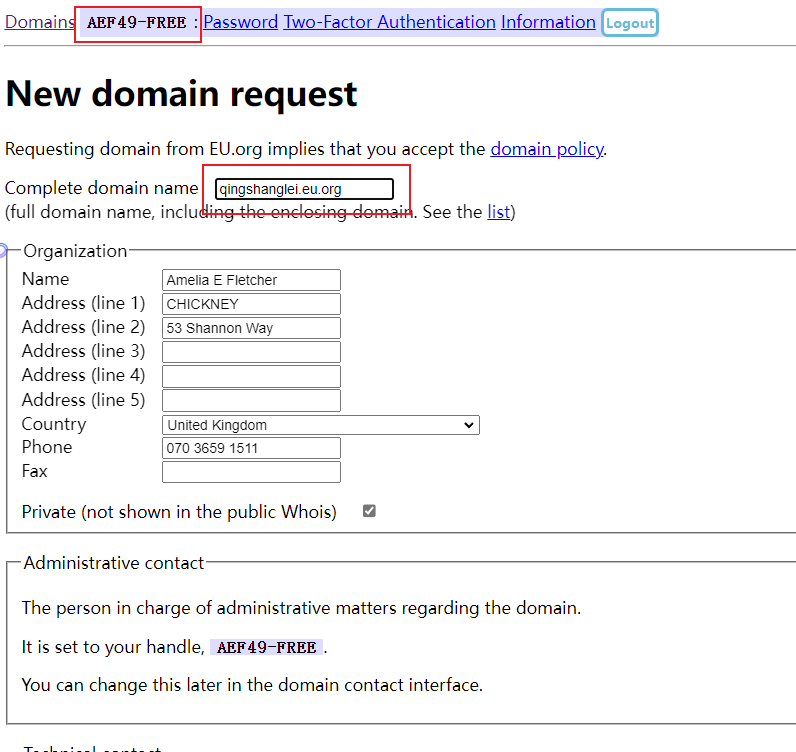 Domains AEF49-FREE : Password Two-Factor Authentication Information Logout
New domain request
Requesting domain from EU.org implies that you accept the domain policy.
Complete domain name qingshanglei.eu.org
(full domain name, including the enclosing domain. See the list)
Organization
Name Amelia E Fletcher
Address (line 1) CHICKNEY
Address (line 2) 53 Shannon Way
Address (line 3)
Address (line 4)
Address (line 5)
Country United Kingdom
Phone 070 3659 1511
Fax
Private (not shown in the public Whois)
Administrative contact
The person in charge of administrative matters regarding the domain.
It is set to your handle, AEF49-FREE .
You can change this later in the domain contact interface.
Technical contact